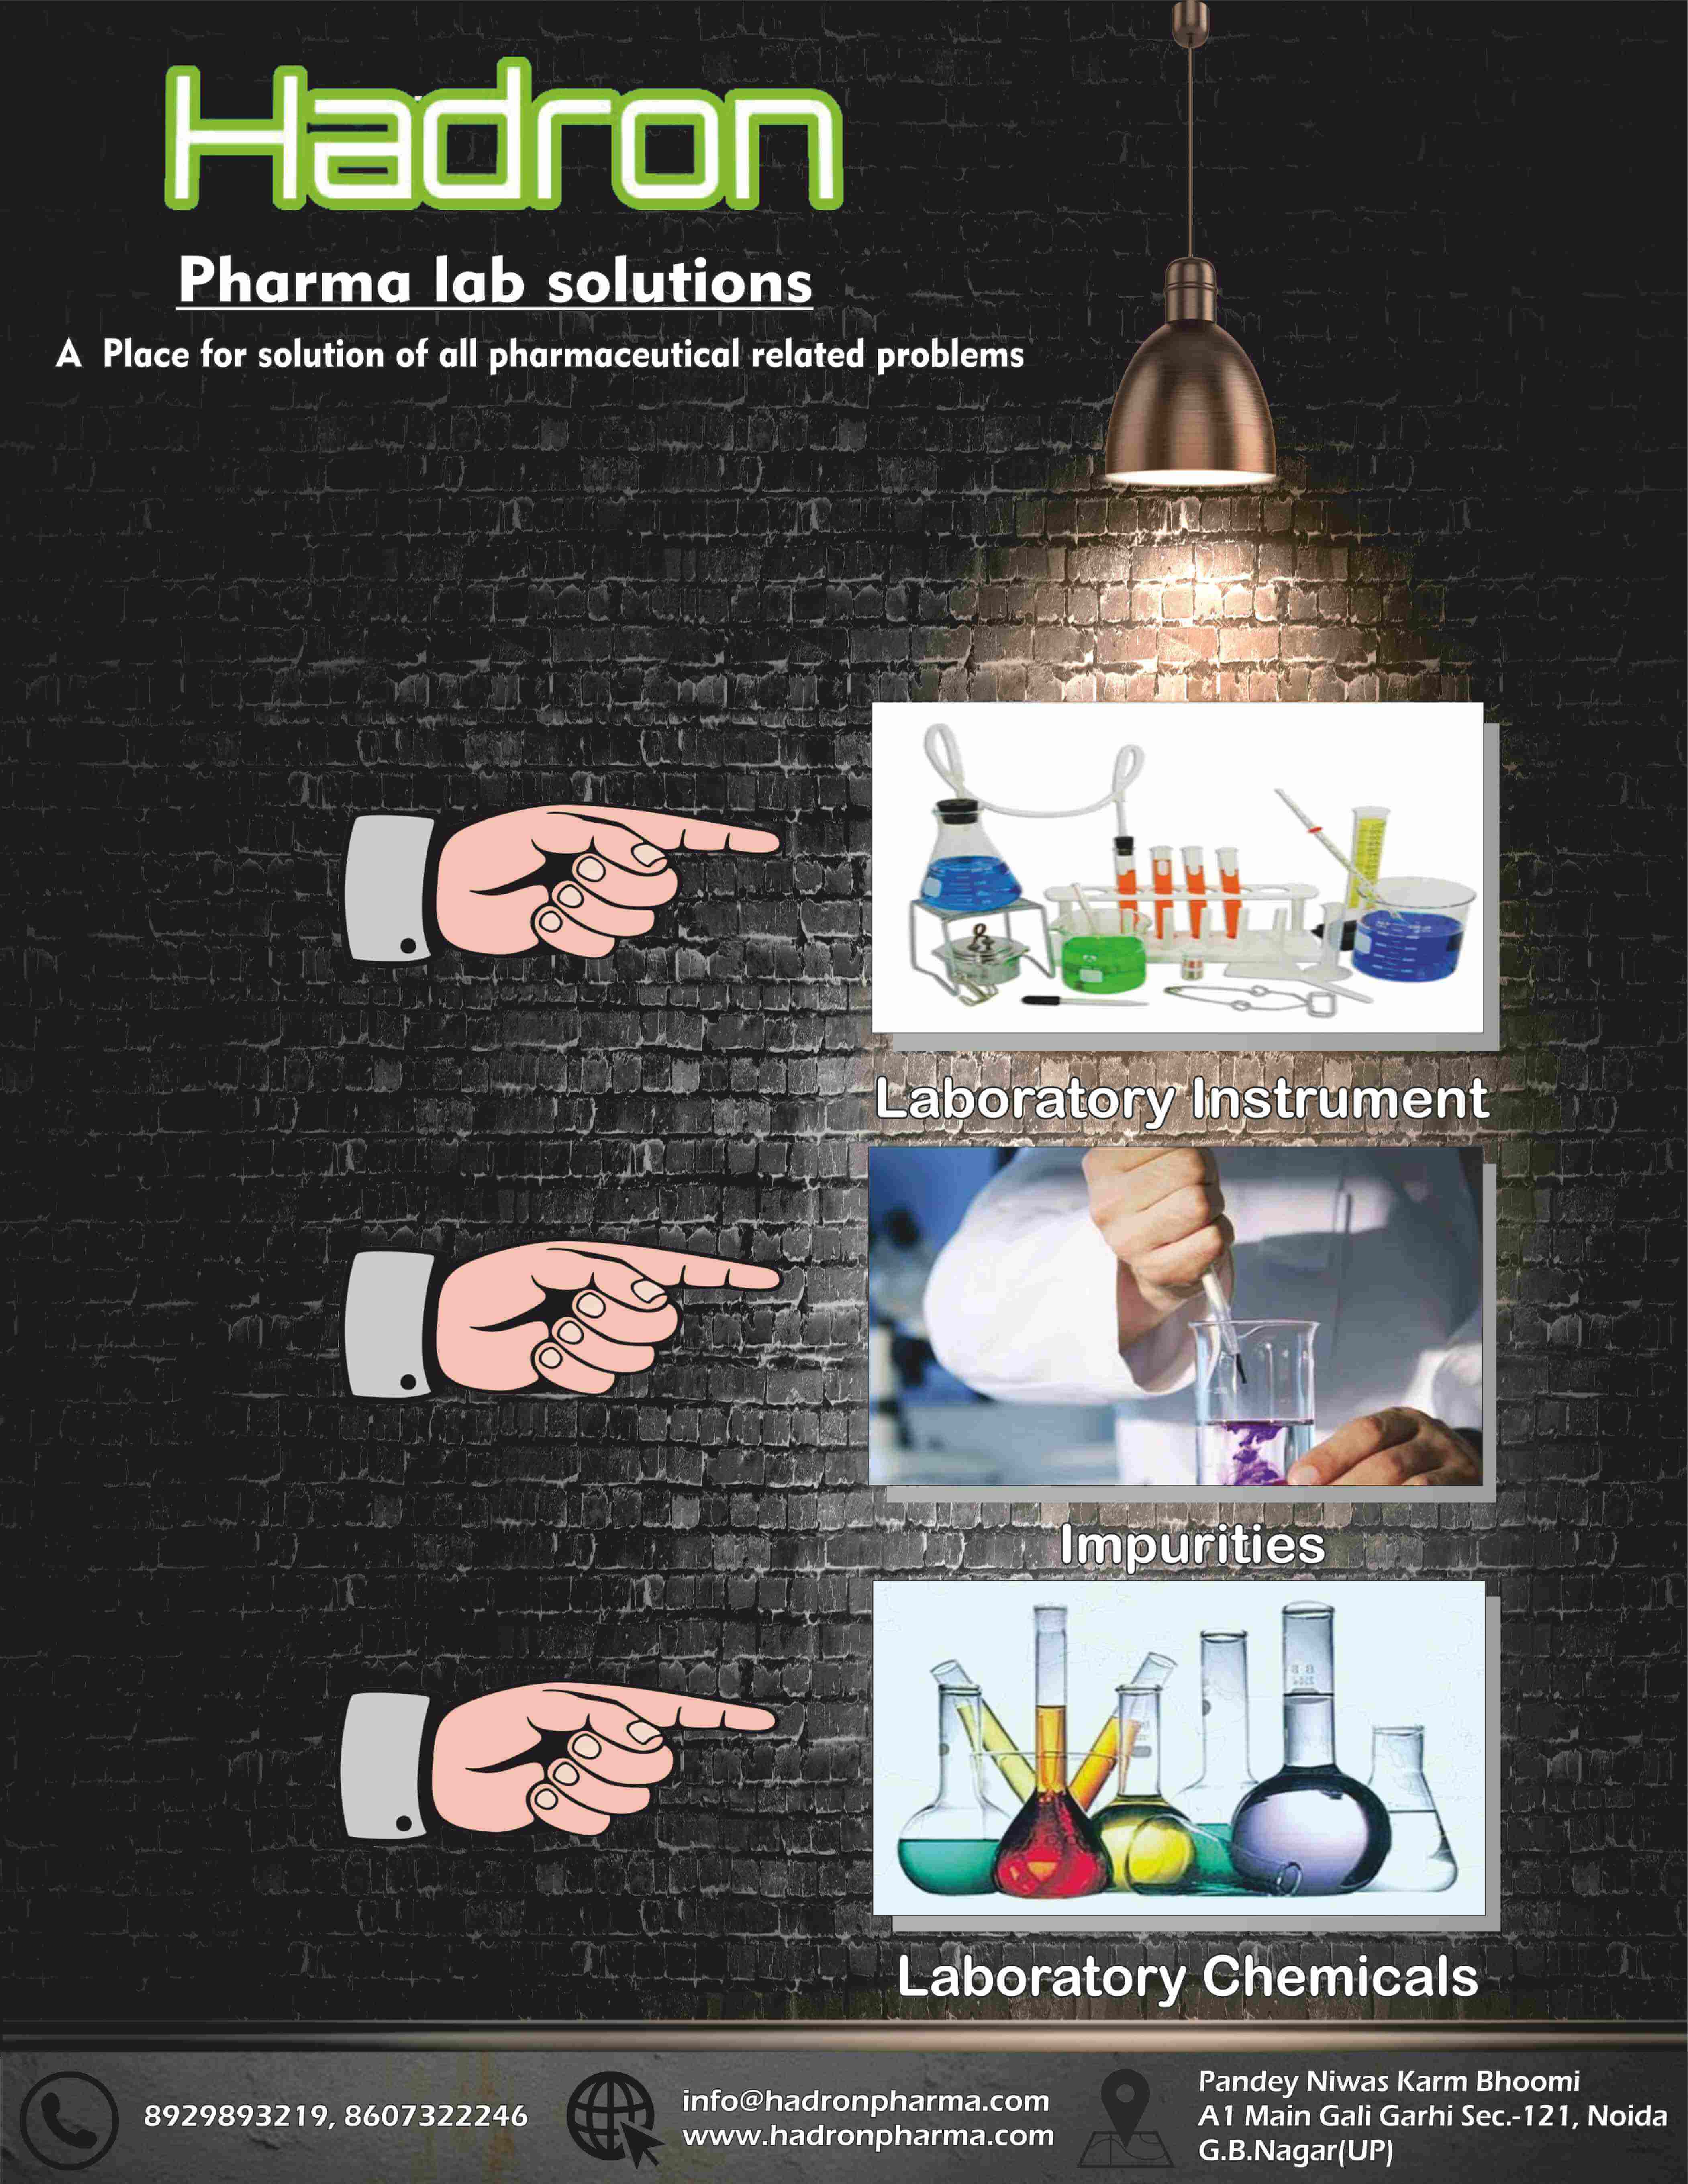 Hadron
Pharma lab solutions
A Place for solution of all pharmaceutical related problems
Laboratory Instrument
Impurities
Laboratory Chemicals
8929893219, 8607322246
info@hadronpharma.com
www.hadronpharma.com
Pandey Niwas Karm Bhoomi
A1 Main Gali Garhi Sec.-121, Noida
G.B.Nagar(UP)